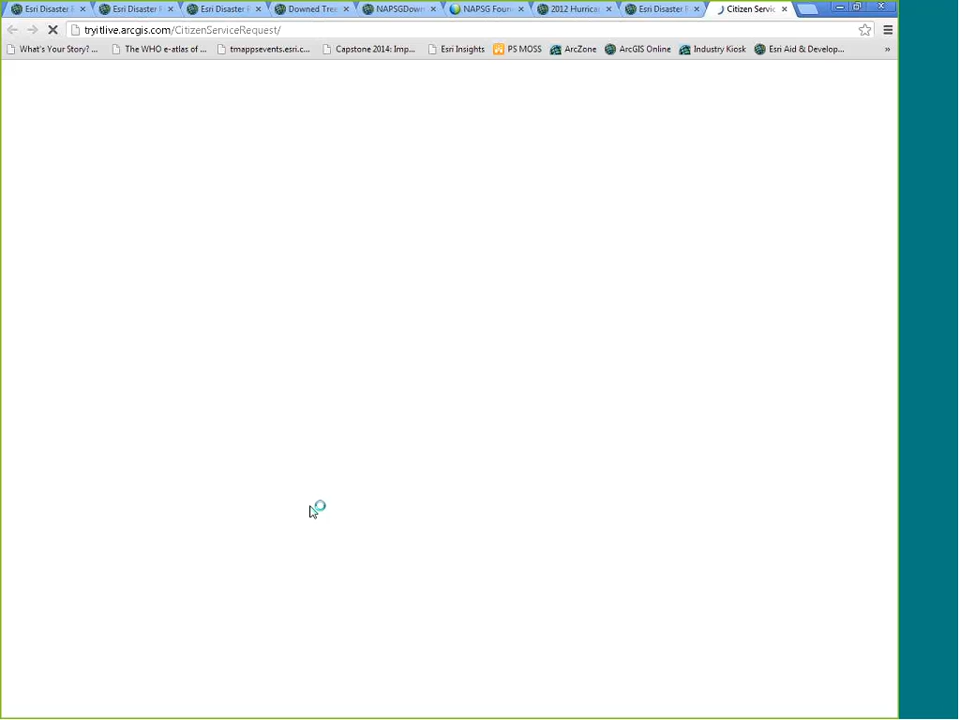 Esri Disaster Esri Disaster Esri Disaster Downed Tree NAPSGDown NAPSG Foun 2012 Hurrica Esri Disaster Citizen Servic
tryitlive.arcgis.com/CitizenServiceRequest/
What's Your Story? ... The WHO e-atlas of ... tmappsevents.esri.c... Capstone 2014: Imp... Esri Insights PS MOSS ArcZone ArcGIS Online Industry Kiosk Esri Aid & Develop... »